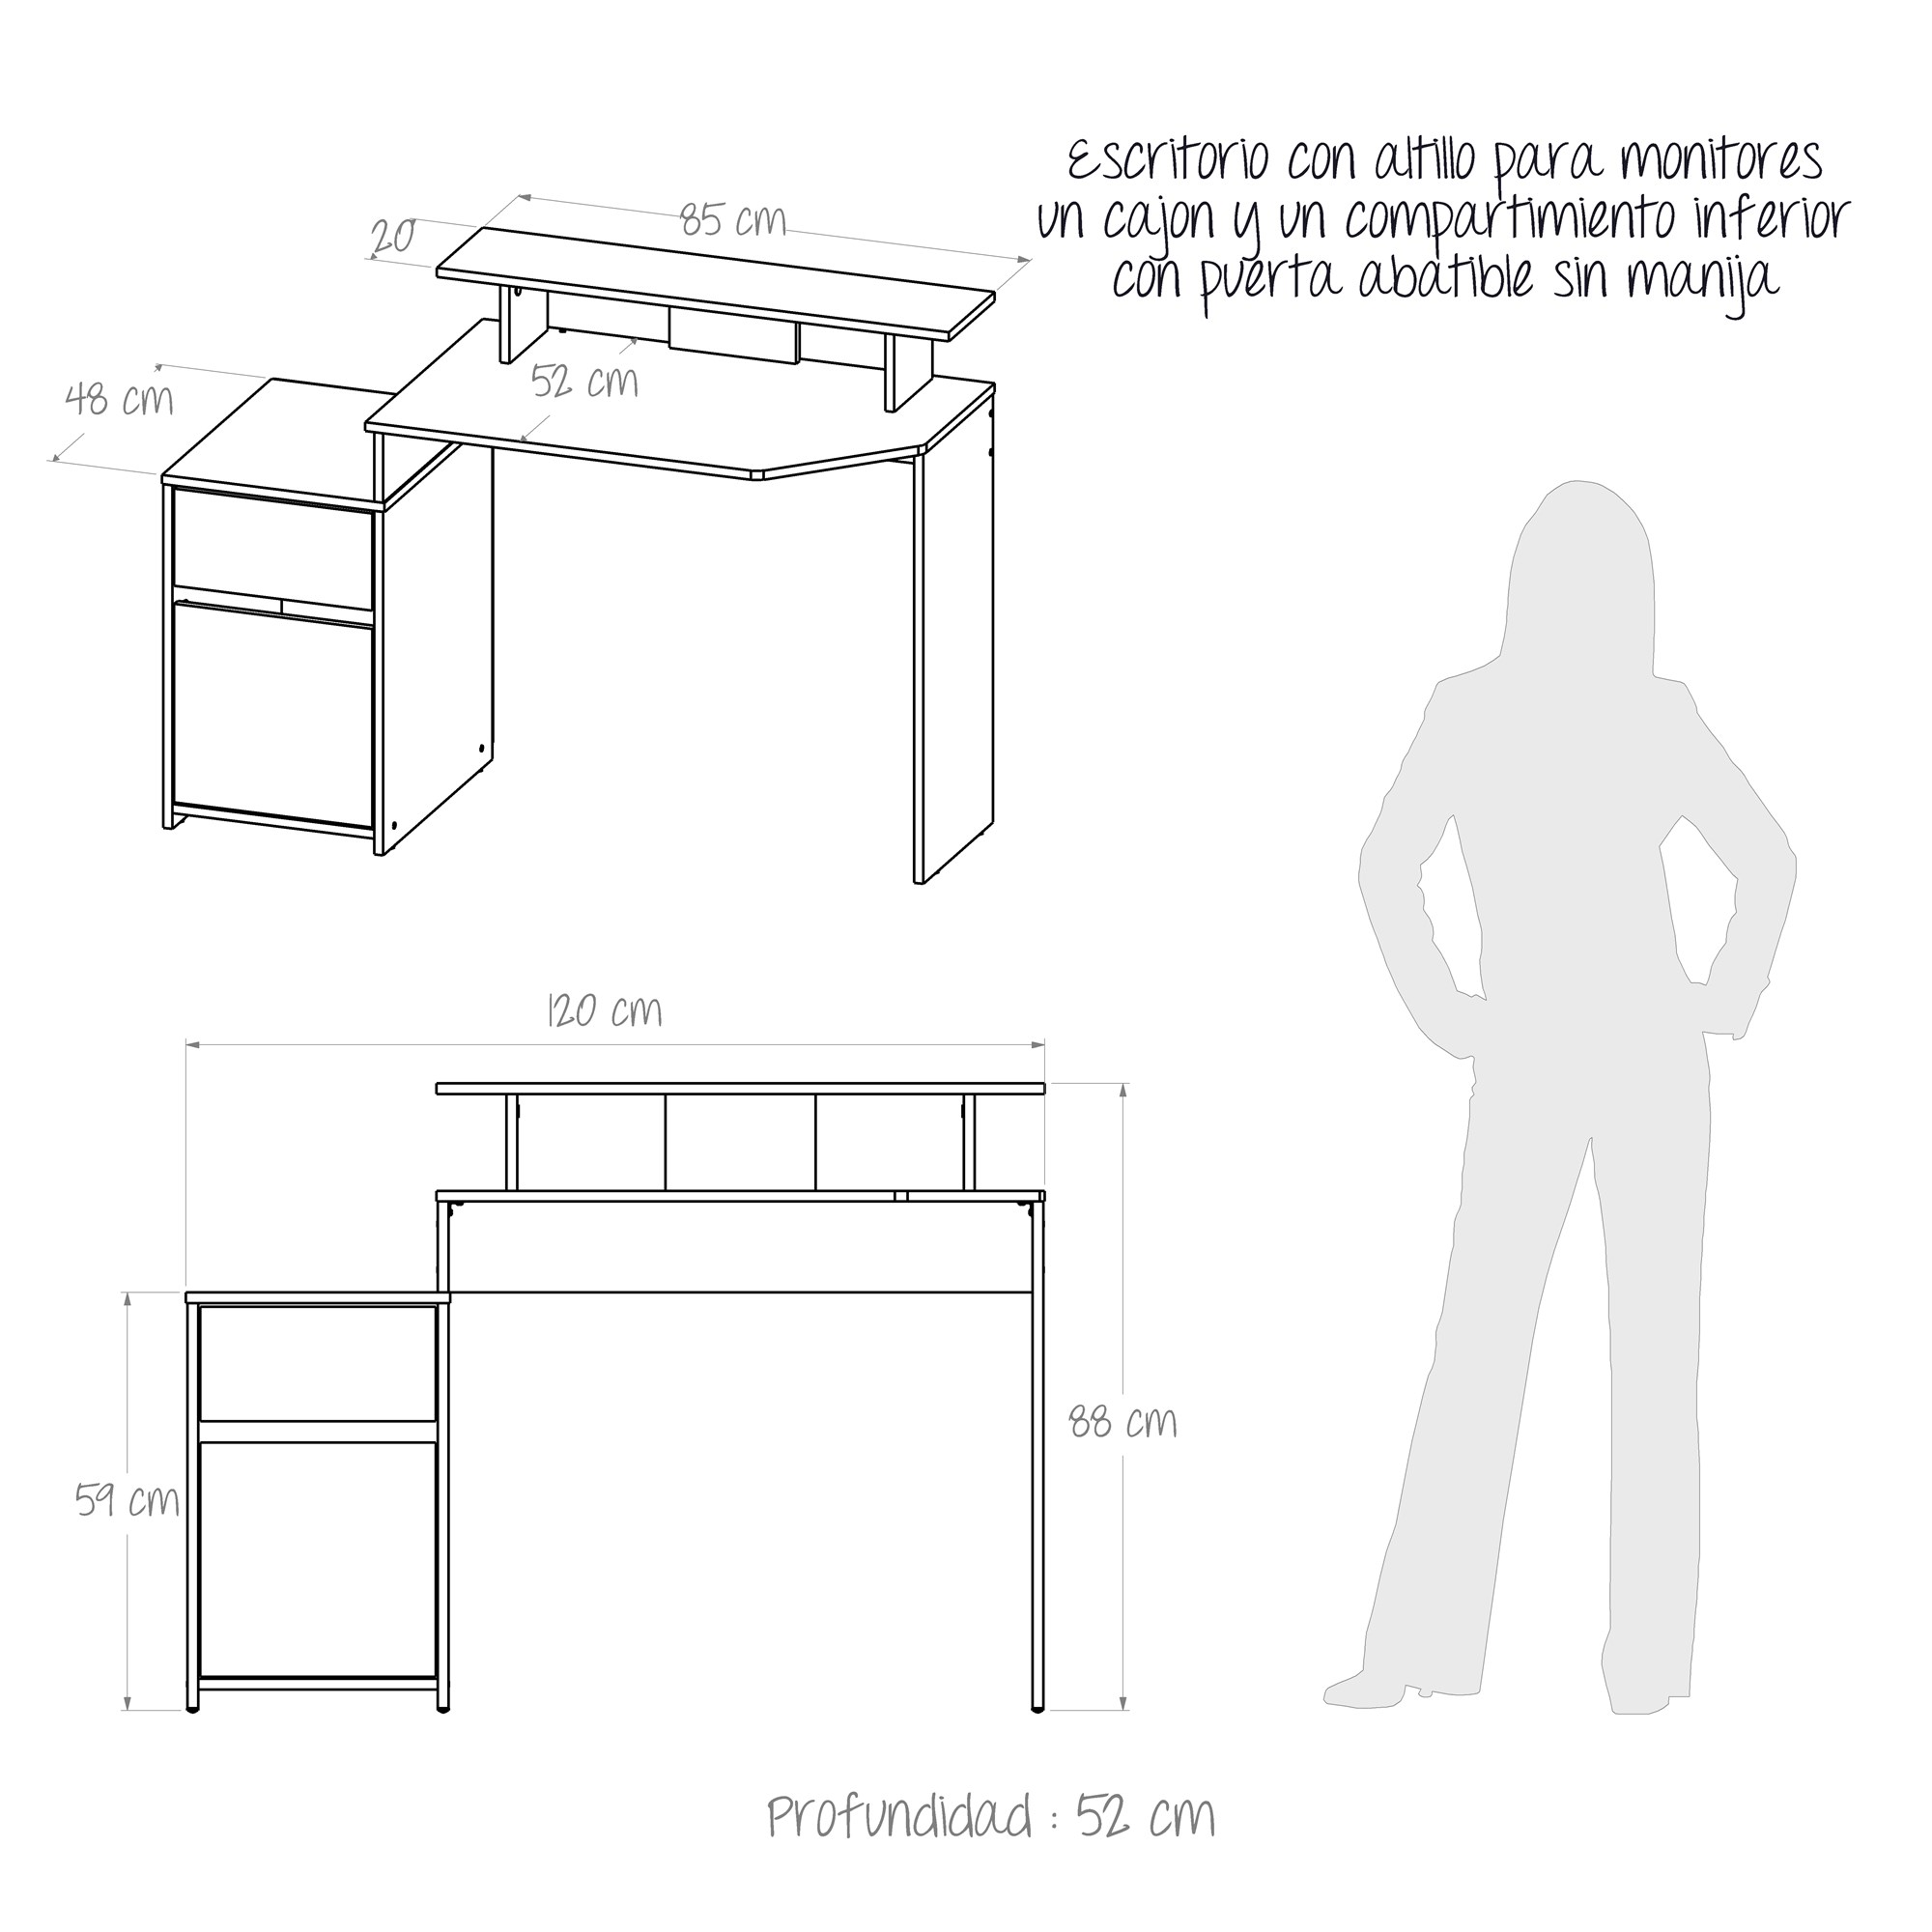 Escritorio con altillo para monitores
un cajon y un compartimiento inferior
con puerta abatible sin manija
85 cm
20
52 cm
48 cm
120 cm
88 cm
59 cm
Profundidad : 52 cm